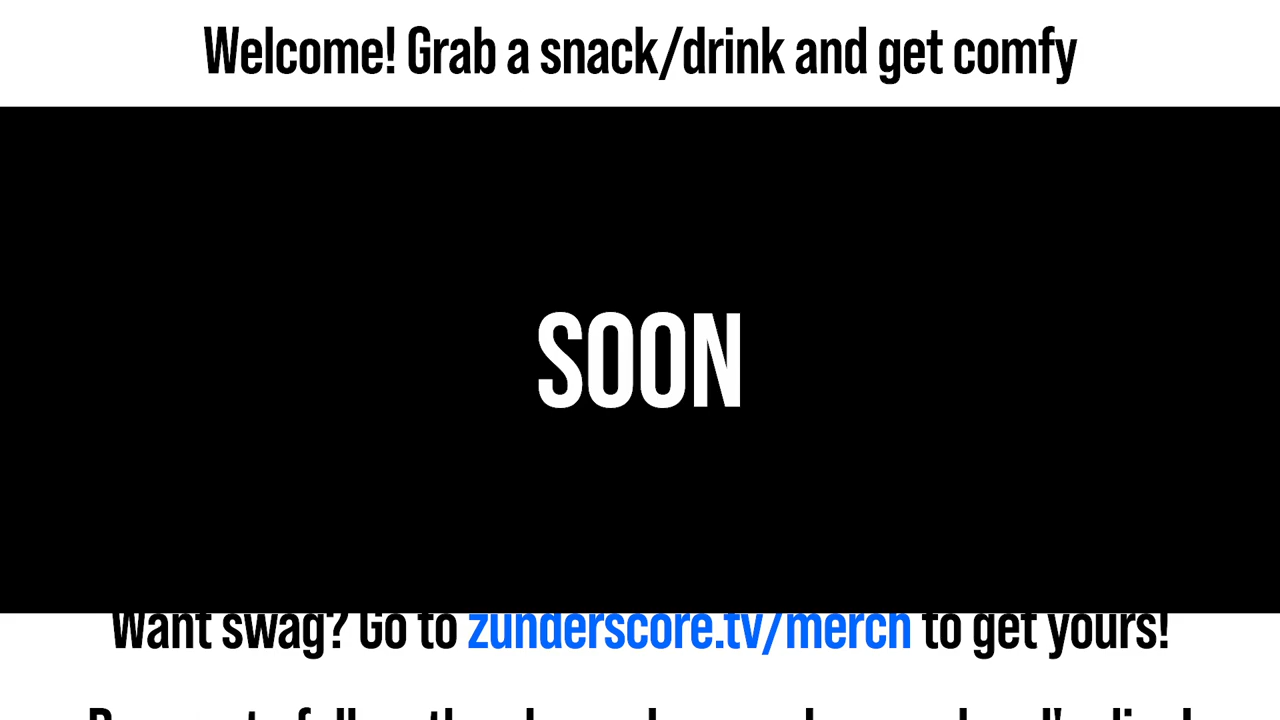 Welcome! Grab a snack/drink and get comfy
SOON
Want swag? Go to zunderscore.tv/merch to get yours!